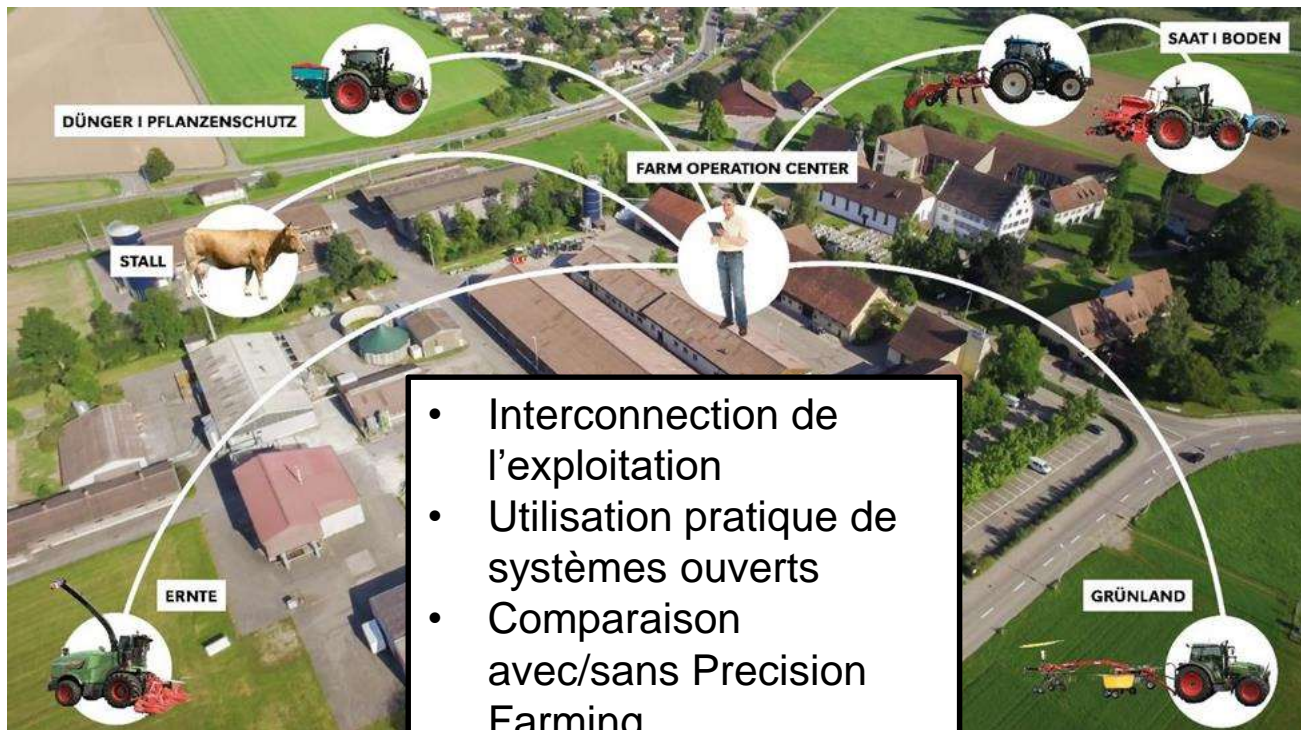 SAAT I BODEN
DÜNGER I PFLANZENSCHUTZ
FARM OPERATION CENTER
STALL
• Interconnection de
l’exploitation
• Utilisation pratique de
systèmes ouverts
• Comparaison
avec/sans Precision
Farming
ERNTE
GRÜNLAND